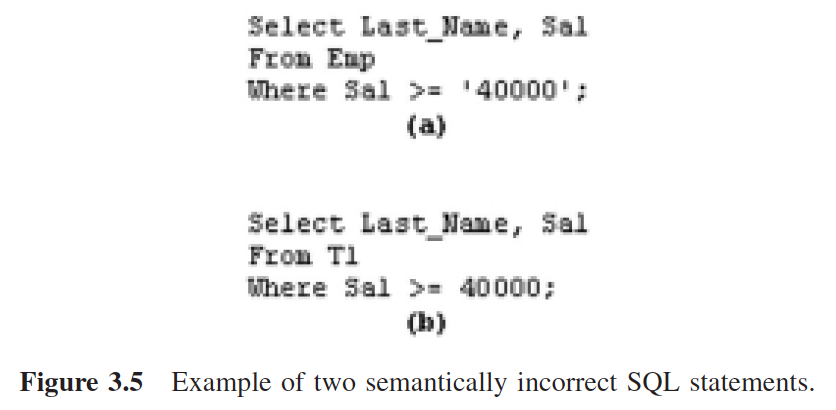 Select Last_Name, Sal
From Emp
Where Sal >= '40000';
(a)
Select Last_Name, Sal
From T1
Where Sal >= 40000;
(b)
Figure 3.5 Example of two semantically incorrect SQL statements.